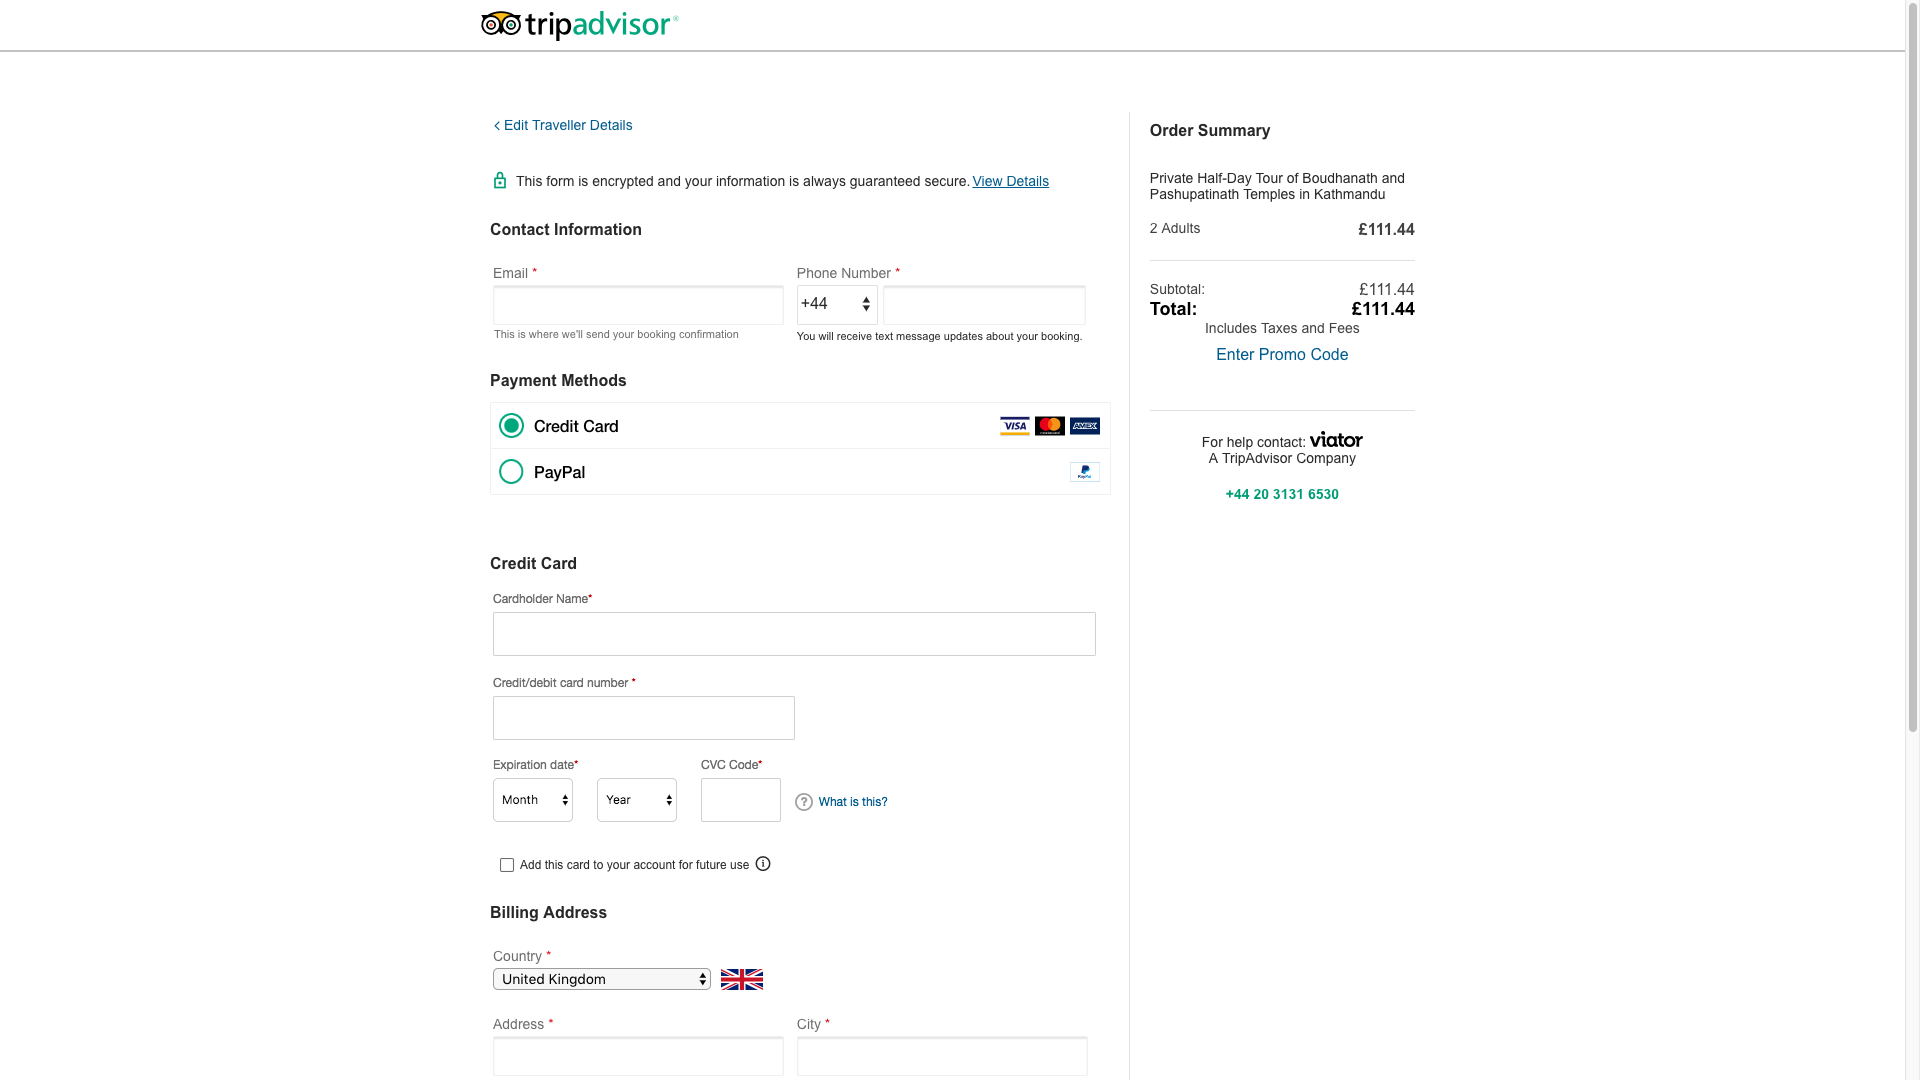 tripadvisor®
< Edit Traveller Details
This form is encrypted and your information is always guaranteed secure. View Details
Contact Information
Email *
Phone Number *
+44
This is where we'll send your booking confirmation
You will receive text message updates about your booking.
Payment Methods
Credit Card
VISA
AMEX
PayPal
PayPal
Credit Card
Cardholder Name*
Credit/debit card number *
Expiration date*
CVC Code*
Month
Year
? What is this?
Add this card to your account for future use
Billing Address
Country *
United Kingdom
Address *
City *
Order Summary
Private Half-Day Tour of Boudhanath and
Pashupatinath Temples in Kathmandu
2 Adults £111.44
Subtotal: £111.44
Total: £111.44
Includes Taxes and Fees
Enter Promo Code
For help contact: viator
A TripAdvisor Company
+44 20 3131 6530